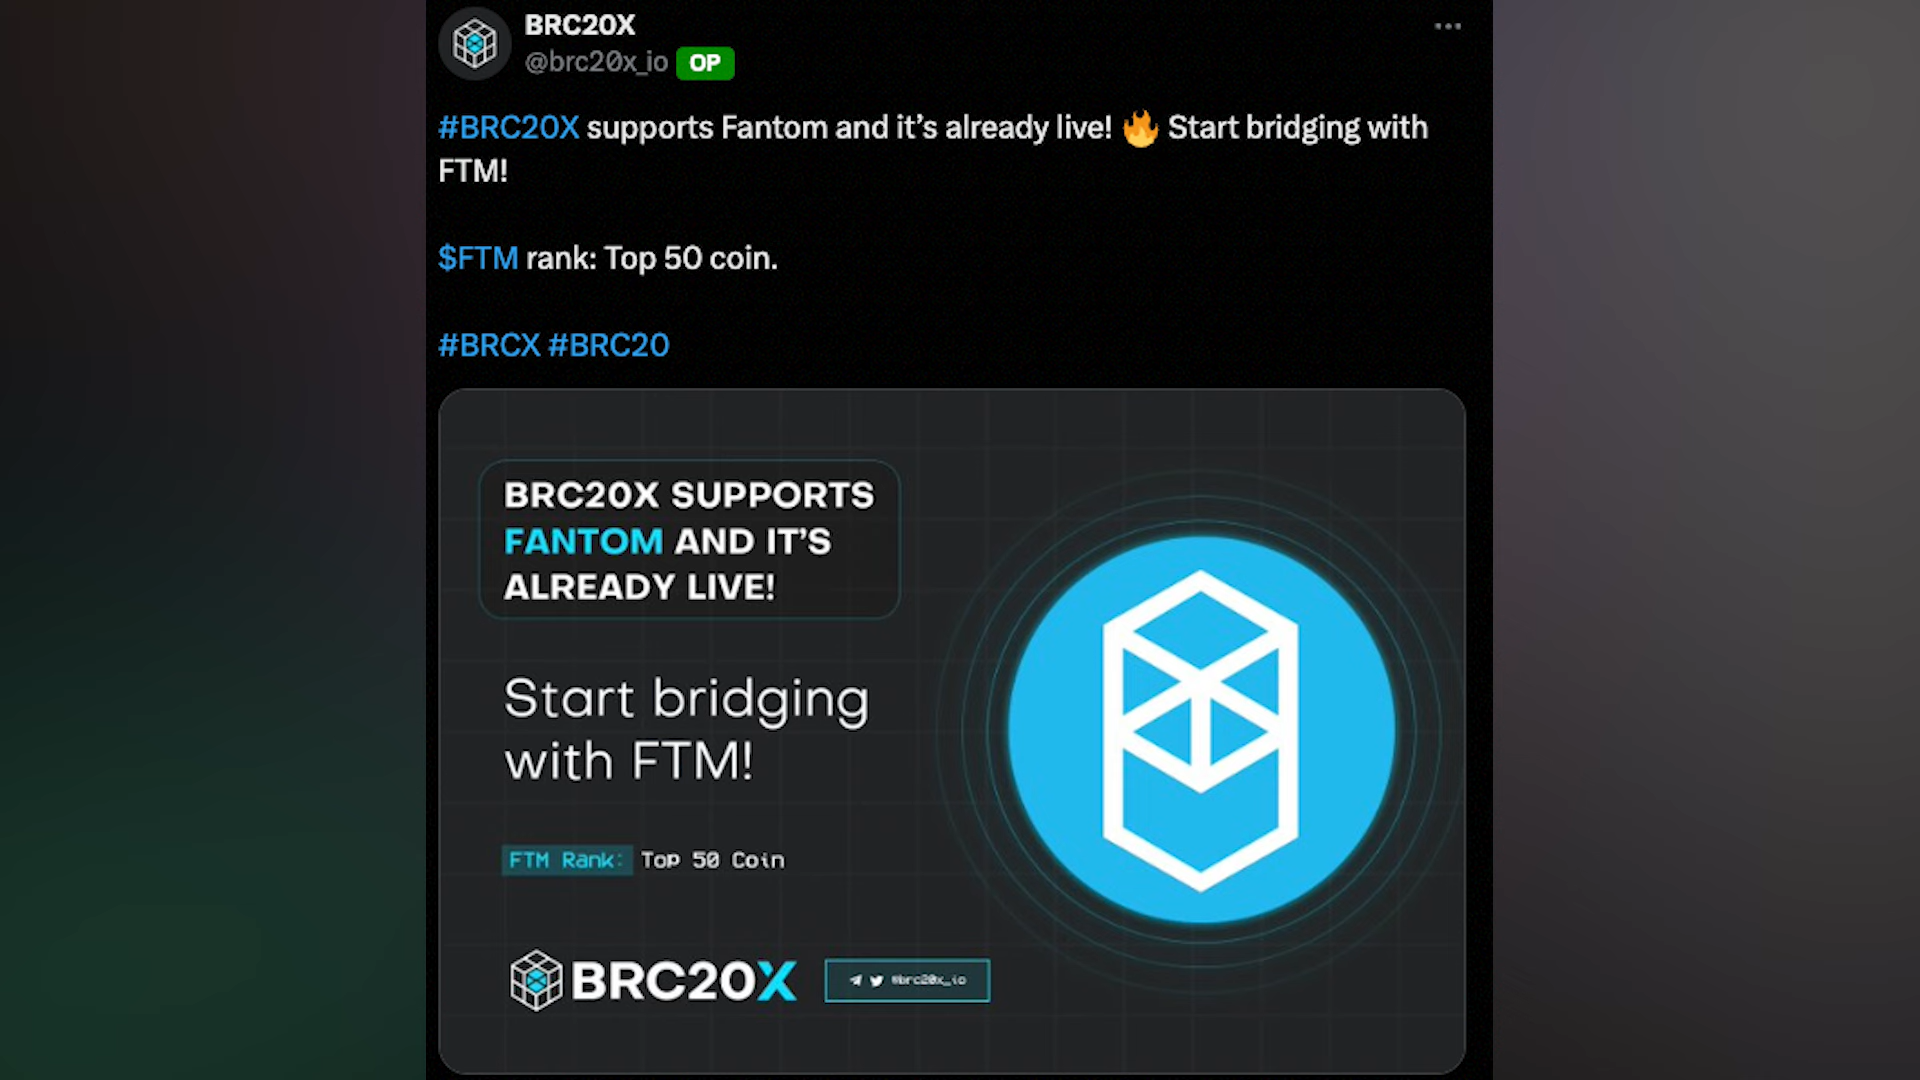 BRC20X
@brc20x_io OP
#BRC20X supports Fantom and it’s already live! 🔥 Start bridging with
FTM!
$FTM rank: Top 50 coin.
#BRCX #BRC20
BRC20X SUPPORTS
FANTOM AND IT’S
ALREADY LIVE!
Start bridging
with FTM!
FTM Rank: Top 50 Coin
BRC20X @brc20x_io